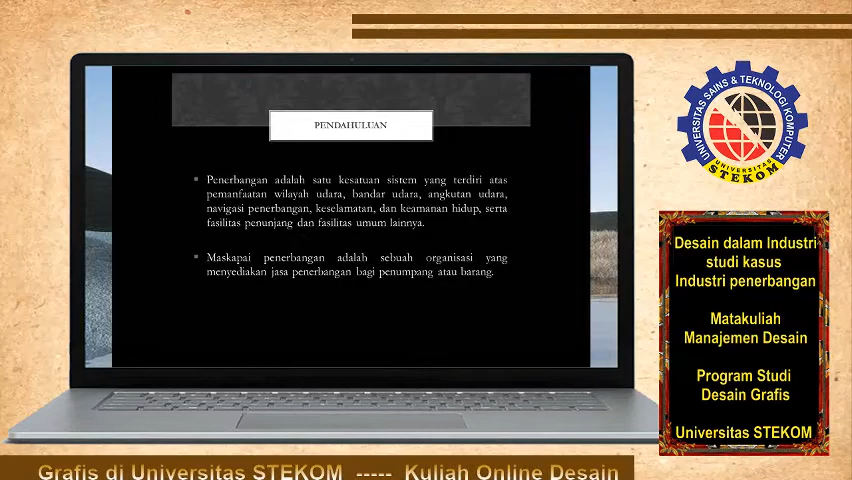 PENDAHULUAN
Penerbangan adalah satu kesatuan sistem yang terdiri atas
pemanfaatan wilayah udara, bandar udara, angkutan udara,
navigasi penerbangan, keselamatan, dan keamanan hidup, serta
fasilitas penunjang dan fasilitas umum lainnya.
Maskapai penerbangan adalah sebuah organisasi yang
menyediakan jasa penerbangan bagi penumpang atau barang.
UNIVERSITAS SAINS & TEKNOLOGI KOMPUTER
UNIVERSITAS
STEKOM
Desain dalam Industri
studi kasus
Industri penerbangan
Matakuliah
Manajemen Desain
Program Studi
Desain Grafis
Universitas STEKOM
Grafis di Universitas STEKOM ----- Kuliah Online Desain